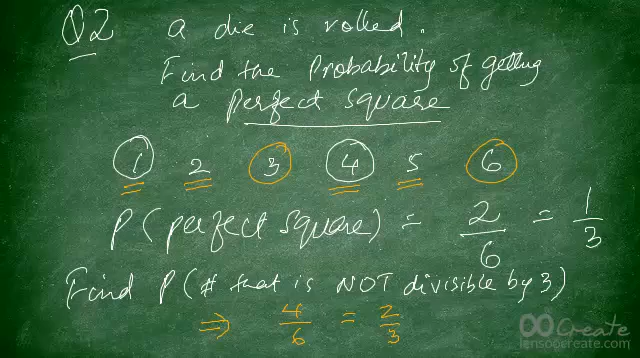 Q2 a die is rolled.
Find the Probability of getting
a perfect square
1 2 3 4 5 6
P(perfect square) = 2/6 = 1/3
Find P(# that is NOT divisible by 3)
⇒ 4/6 = 2/3
Create
lensoocreate.com